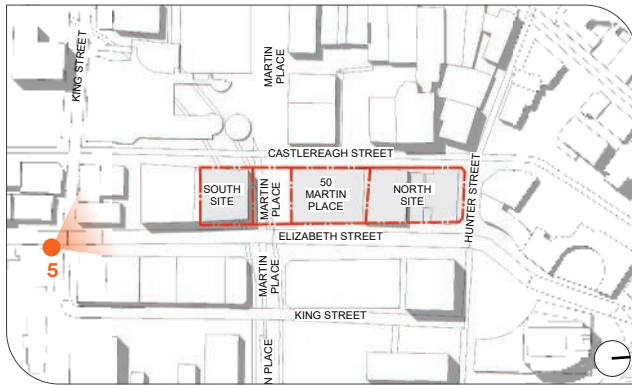 KING STREET
MARTIN
PLACE
CASTLEREAGH STREET
SOUTH
SITE
MARTIN
PLACE
50
MARTIN
PLACE
NORTH
SITE
HUNTER STREET
ELIZABETH STREET
5
MARTIN
PLACE
KING STREET
N PLACE